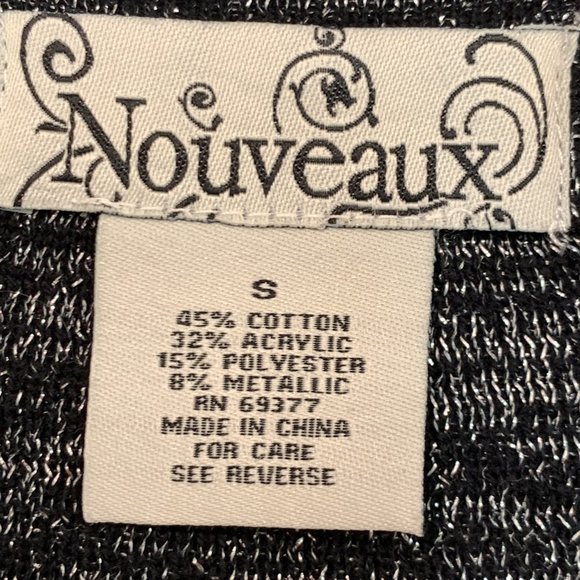 Nouveaux
S
45% COTTON
32% ACRYLIC
15% POLYESTER
8% METALLIC
RN 69377
MADE IN CHINA
FOR CARE
SEE REVERSE